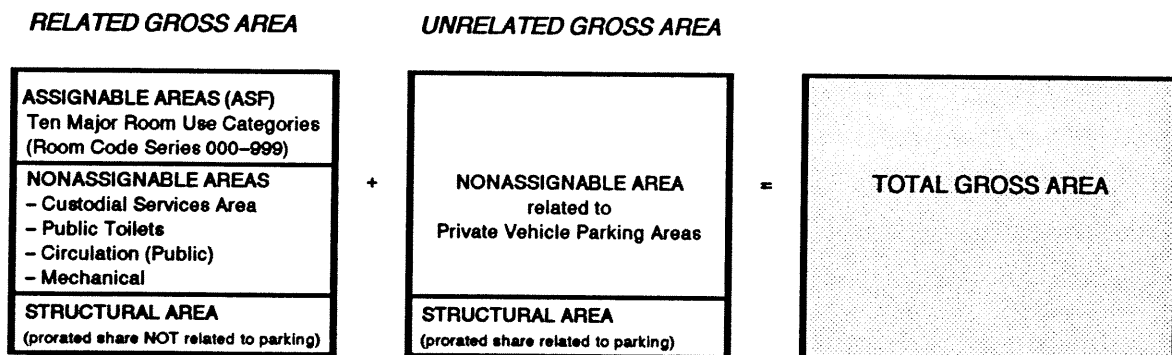 RELATED GROSS AREA
UNRELATED GROSS AREA
ASSIGNABLE AREAS (ASF)
Ten Major Room Use Categories
(Room Code Series 000–999)
NONASSIGNABLE AREAS
– Custodial Services Area
– Public Toilets
– Circulation (Public)
– Mechanical
STRUCTURAL AREA
(prorated share NOT related to parking)
+
NONASSIGNABLE AREA
related to
Private Vehicle Parking Areas
STRUCTURAL AREA
(prorated share related to parking)
=
TOTAL GROSS AREA